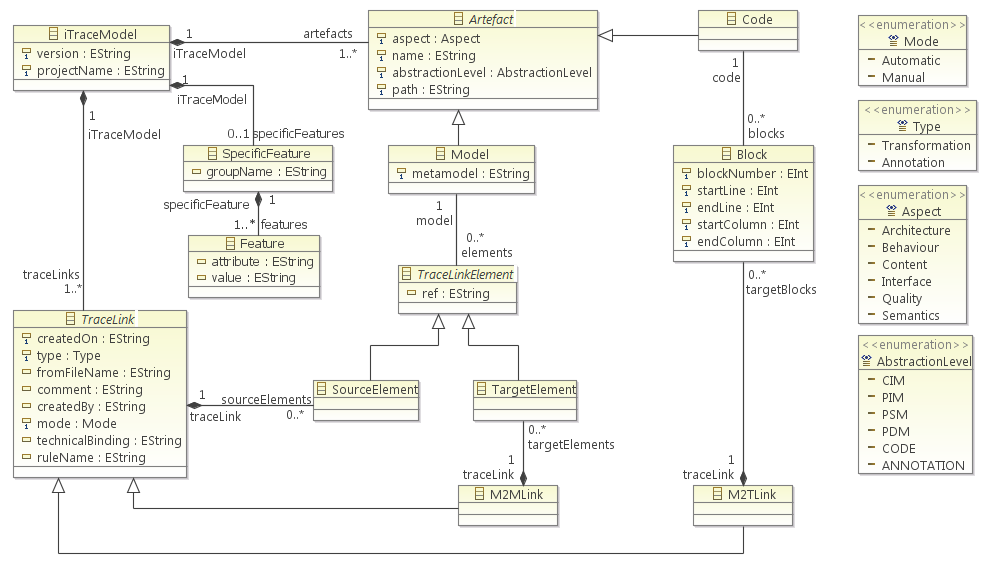 iTraceModel
version : EString
projectName : EString
1
iTraceModel
artefacts
1..*
Artefact
aspect : Aspect
name : EString
abstractionLevel : AbstractionLevel
path : EString
Code
1
code
0..*
blocks
1
iTraceModel
0..1 specificFeatures
1
iTraceModel
SpecificFeature
groupName : EString
specificFeature
1
1..* features
Feature
attribute : EString
value : EString
traceLinks
1..*
Model
metamodel : EString
1
model
0..*
elements
TraceLinkElement
ref : EString
Block
blockNumber : EInt
startLine : EInt
endLine : EInt
startColumn : EInt
endColumn : EInt
0..*
targetBlocks
TraceLink
createdOn : EString
type : Type
fromFileName : EString
comment : EString
createdBy : EString
mode : Mode
technicalBinding : EString
ruleName : EString
1
traceLink
sourceElements
0..*
SourceElement
TargetElement
0..*
targetElements
1
traceLink
M2MLink
1
traceLink
M2TLink
<<enumeration>>
Mode
Automatic
Manual
<<enumeration>>
Type
Transformation
Annotation
<<enumeration>>
Aspect
Architecture
Behaviour
Content
Interface
Quality
Semantics
<<enumeration>>
AbstractionLevel
CIM
PIM
PSM
PDM
CODE
ANNOTATION